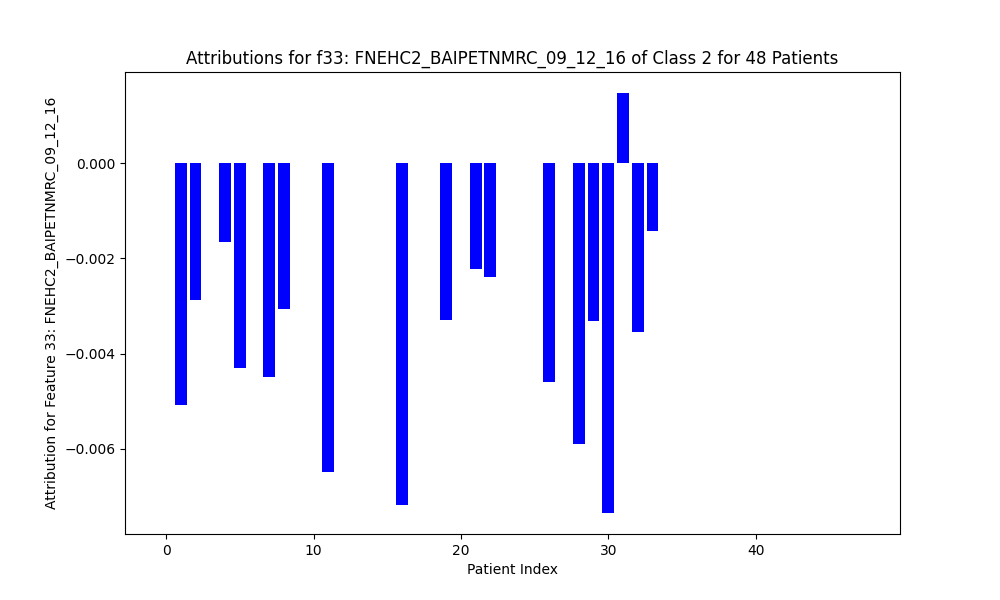 Attributions for f33: FNEHC2_BAIPETNMRC_09_12_16 of Class 2 for 48 Patients
Attribution for Feature 33: FNEHC2_BAIPETNMRC_09_12_16
0.000
−0.002
−0.004
−0.006
0 10 20 30 40
Patient Index